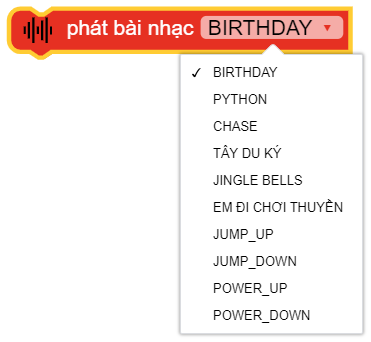 phát bài nhạc BIRTHDAY
✓ BIRTHDAY
PYTHON
CHASE
TÂY DU KÝ
JINGLE BELLS
EM ĐI CHƠI THUYỀN
JUMP_UP
JUMP_DOWN
POWER_UP
POWER_DOWN